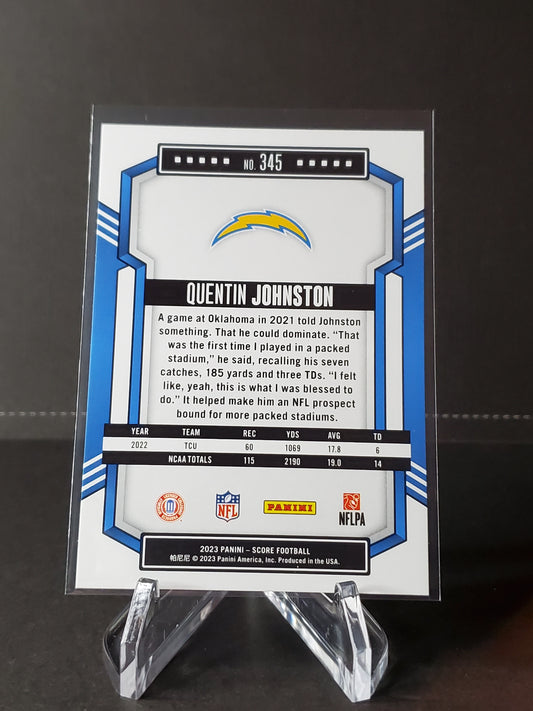 NO. 345
QUENTIN JOHNSTON
A game at Oklahoma in 2021 told Johnston
something. That he could dominate. “That
was the first time I played in a packed
stadium,” he said, recalling his seven
catches, 185 yards and three TDs. “I felt
like, yeah, this is what I was blessed to
do.” It helped make him an NFL prospect
bound for more packed stadiums.
YEAR TEAM REC YDS AVG TD
2022 TCU 60 1069 17.8 6
NCAA TOTALS 115 2190 19.0 14
NFL
PANINI
NFLPA
2023 PANINI – SCORE FOOTBALL
帕尼尼 © 2023 Panini America, Inc. Produced in the USA.